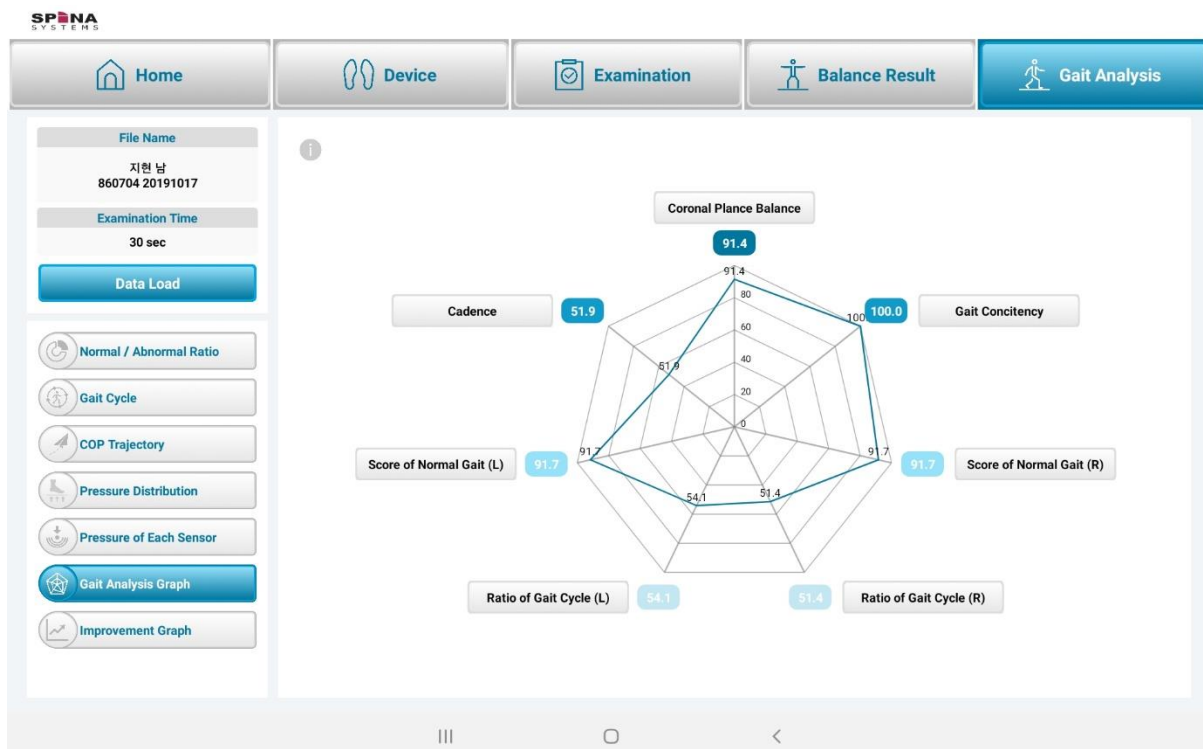 SPINA
SYSTEMS
Home
Device
Examination
Balance Result
Gait Analysis
File Name
지현 남
860704 20191017
Examination Time
30 sec
Data Load
Normal / Abnormal Ratio
Gait Cycle
COP Trajectory
Pressure Distribution
Pressure of Each Sensor
Gait Analysis Graph
Improvement Graph
i
Coronal Plance Balance
91.4
91.4
80
60
40
20
0
Cadence
51.9
51.9
100
100.0
Gait Concitency
Score of Normal Gait (L)
91.7
91.7
91.7
91.7
Score of Normal Gait (R)
54.1
51.4
Ratio of Gait Cycle (L)
54.1
51.4
Ratio of Gait Cycle (R)